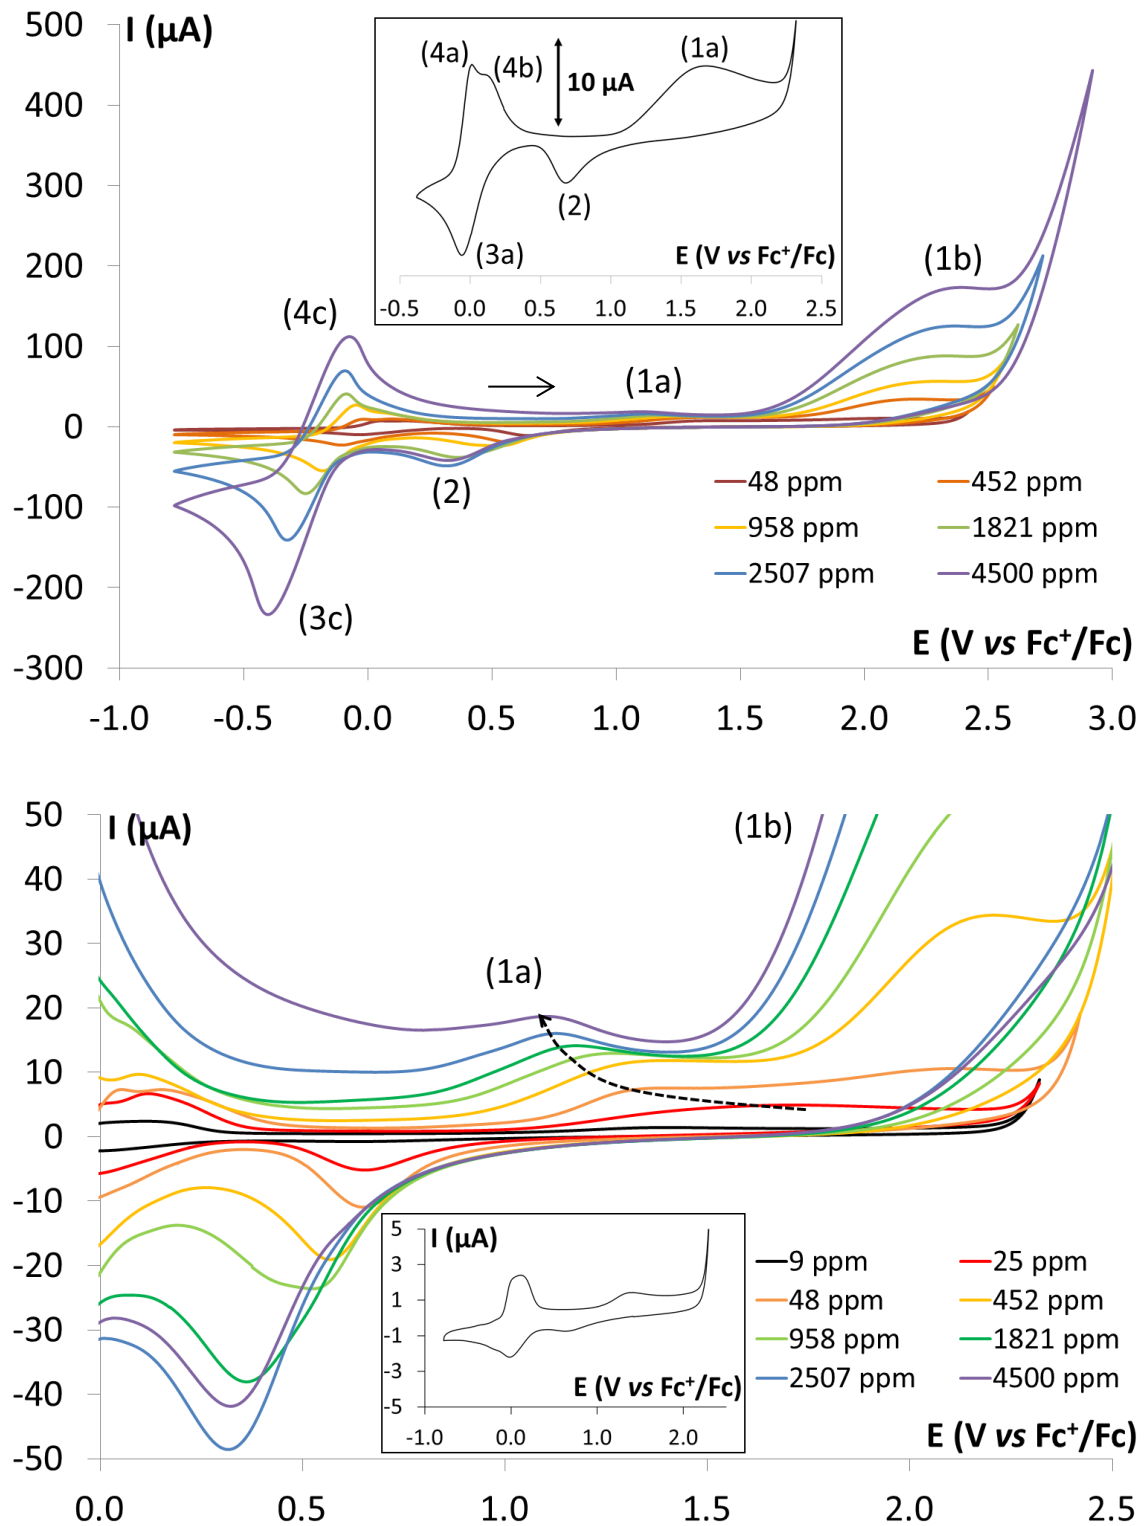 I (µA)
500
400
300
200
100
0
-100
-200
-300
-1.0
-0.5
0.0
0.5
1.0
1.5
2.0
2.5
3.0
E (V vs Fc⁺/Fc)
(4c)
(3c)
(2)
(1a)
(1b)
48 ppm
452 ppm
958 ppm
1821 ppm
2507 ppm
4500 ppm
(4a)
(4b)
10 µA
(1a)
(2)
(3a)
E (V vs Fc⁺/Fc)
-0.5
0.0
0.5
1.0
1.5
2.0
2.5
I (µA)
50
40
30
20
10
0
-10
-20
-30
-40
-50
0.0
0.5
1.0
1.5
2.0
2.5
E (V vs Fc⁺/Fc)
(1a)
(1b)
9 ppm
25 ppm
48 ppm
452 ppm
958 ppm
1821 ppm
2507 ppm
4500 ppm
I (µA)
5
3
1
-1
-3
-5
E (V vs Fc⁺/Fc)
-1.0
0.0
1.0
2.0